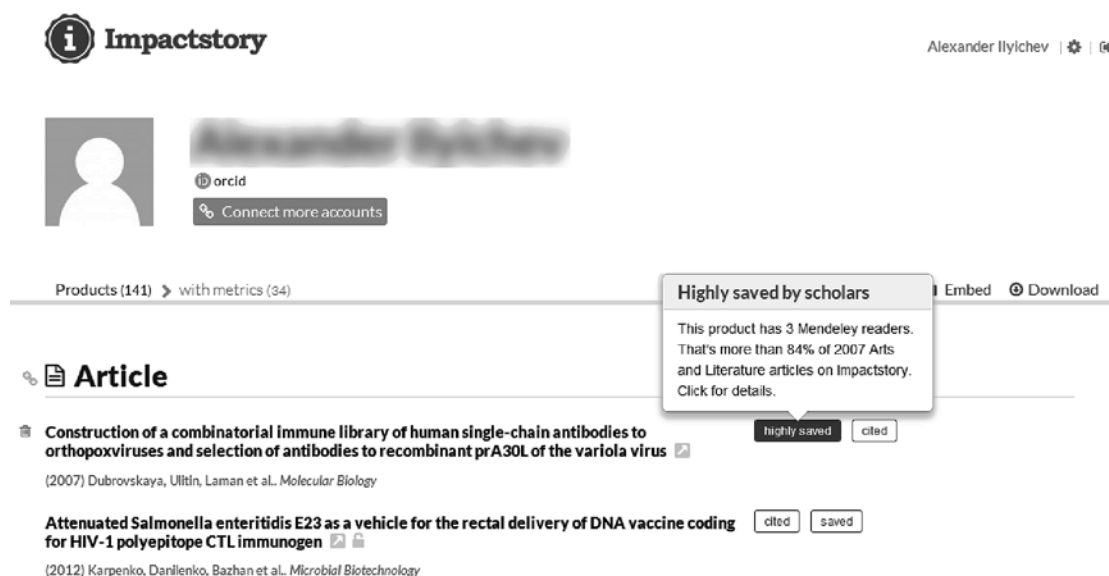 Impactstory
Alexander Ilyichev
Alexander Ilyichev
orcid
Connect more accounts
Products (141) with metrics (34)
Embed Download
Highly saved by scholars
This product has 3 Mendeley readers.
That's more than 84% of 2007 Arts
and Literature articles on Impactstory.
Click for details.
Article
Construction of a combinatorial immune library of human single-chain antibodies to
orthopoxviruses and selection of antibodies to recombinant prA30L of the variola virus
highly saved cited
(2007) Dubrovskaya, Ulitin, Laman et al.. Molecular Biology
Attenuated Salmonella enteritidis E23 as a vehicle for the rectal delivery of DNA vaccine coding
for HIV-1 polyepitope CTL immunogen
cited saved
(2012) Karpenko, Danilenko, Bazhan et al.. Microbial Biotechnology